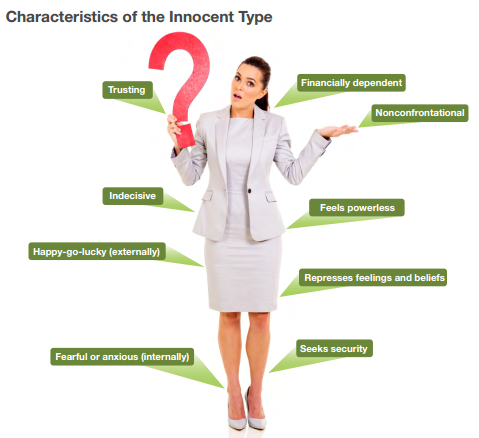 Characteristics of the Innocent Type
Trusting
Financially dependent
Nonconfrontational
Indecisive
Feels powerless
Happy-go-lucky (externally)
Represses feelings and beliefs
Fearful or anxious (internally)
Seeks security